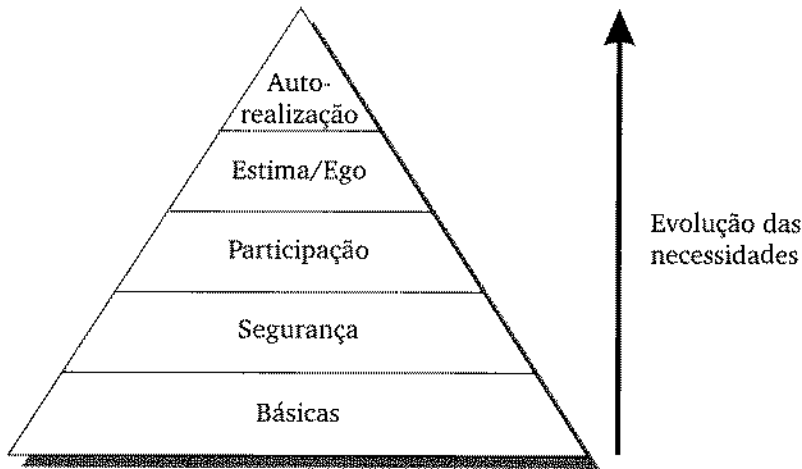 Auto-
realização
Estima/Ego
Participação
Segurança
Básicas
Evolução das
necessidades